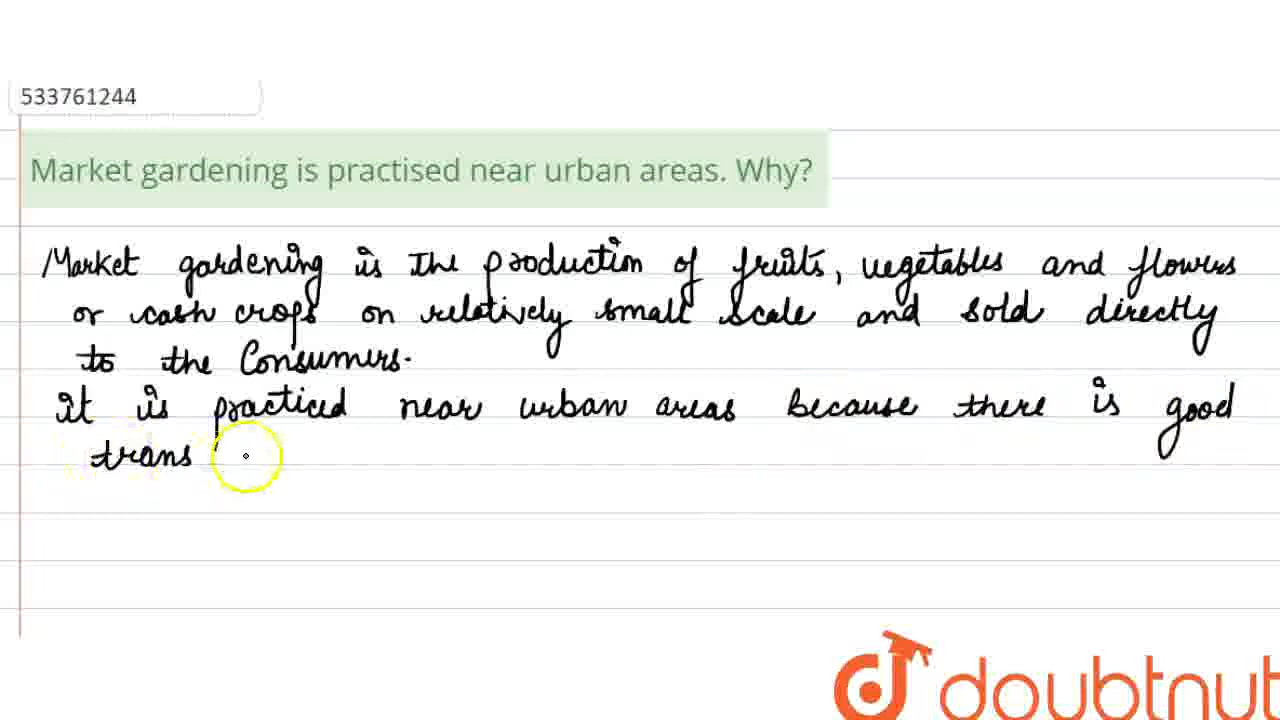 533761244
Market gardening is practised near urban areas. Why?
Market gardening is the production of fruits, vegetables and flowers
or cash crops on relatively small scale and sold directly
to the Consumers.
it is practiced near urban areas because there is good
trans
doubtnut